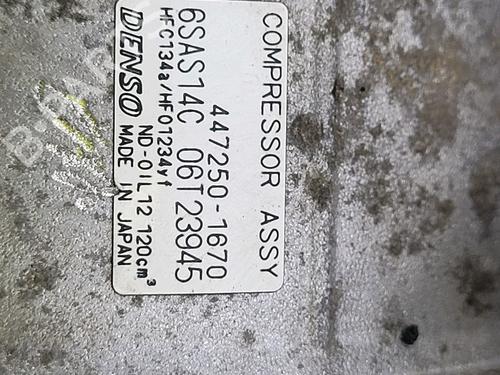 COMPRESSOR ASSY
447250-1670
6SAS14C 06T23945
HFC134a/HFO1234yf
DENSO
ND-OIL 12 120cm³
MADE IN JAPAN